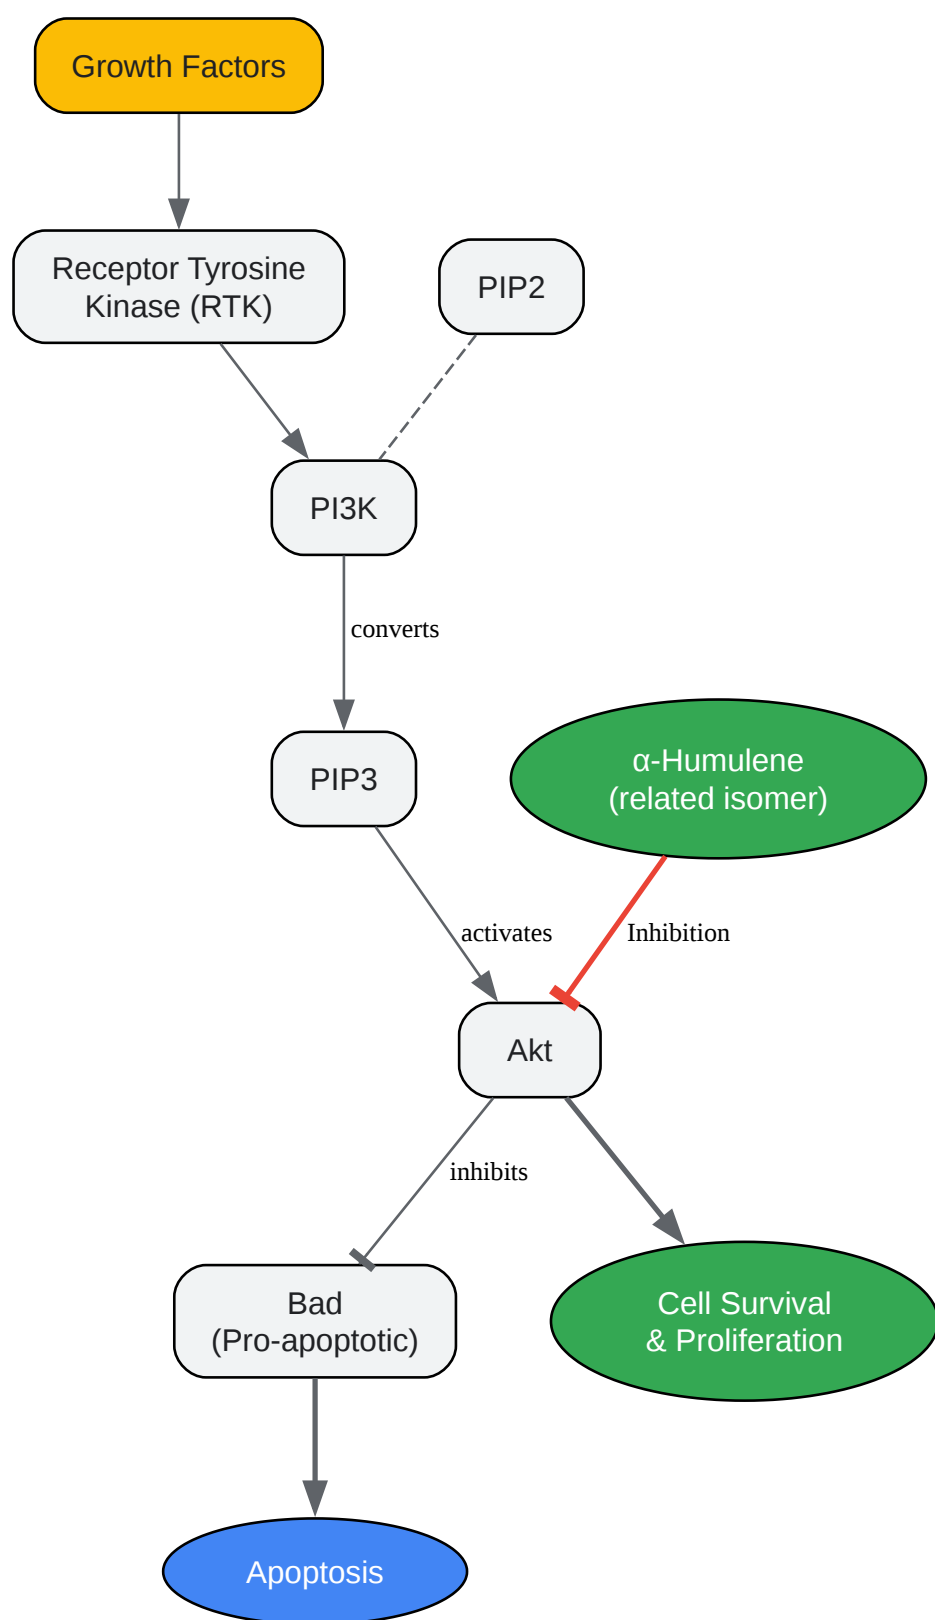 Growth Factors
Receptor Tyrosine
Kinase (RTK)
PIP2
PI3K
converts
PIP3
α-Humulene
(related isomer)
activates
Inhibition
Akt
inhibits
Bad
(Pro-apoptotic)
Cell Survival
& Proliferation
Apoptosis